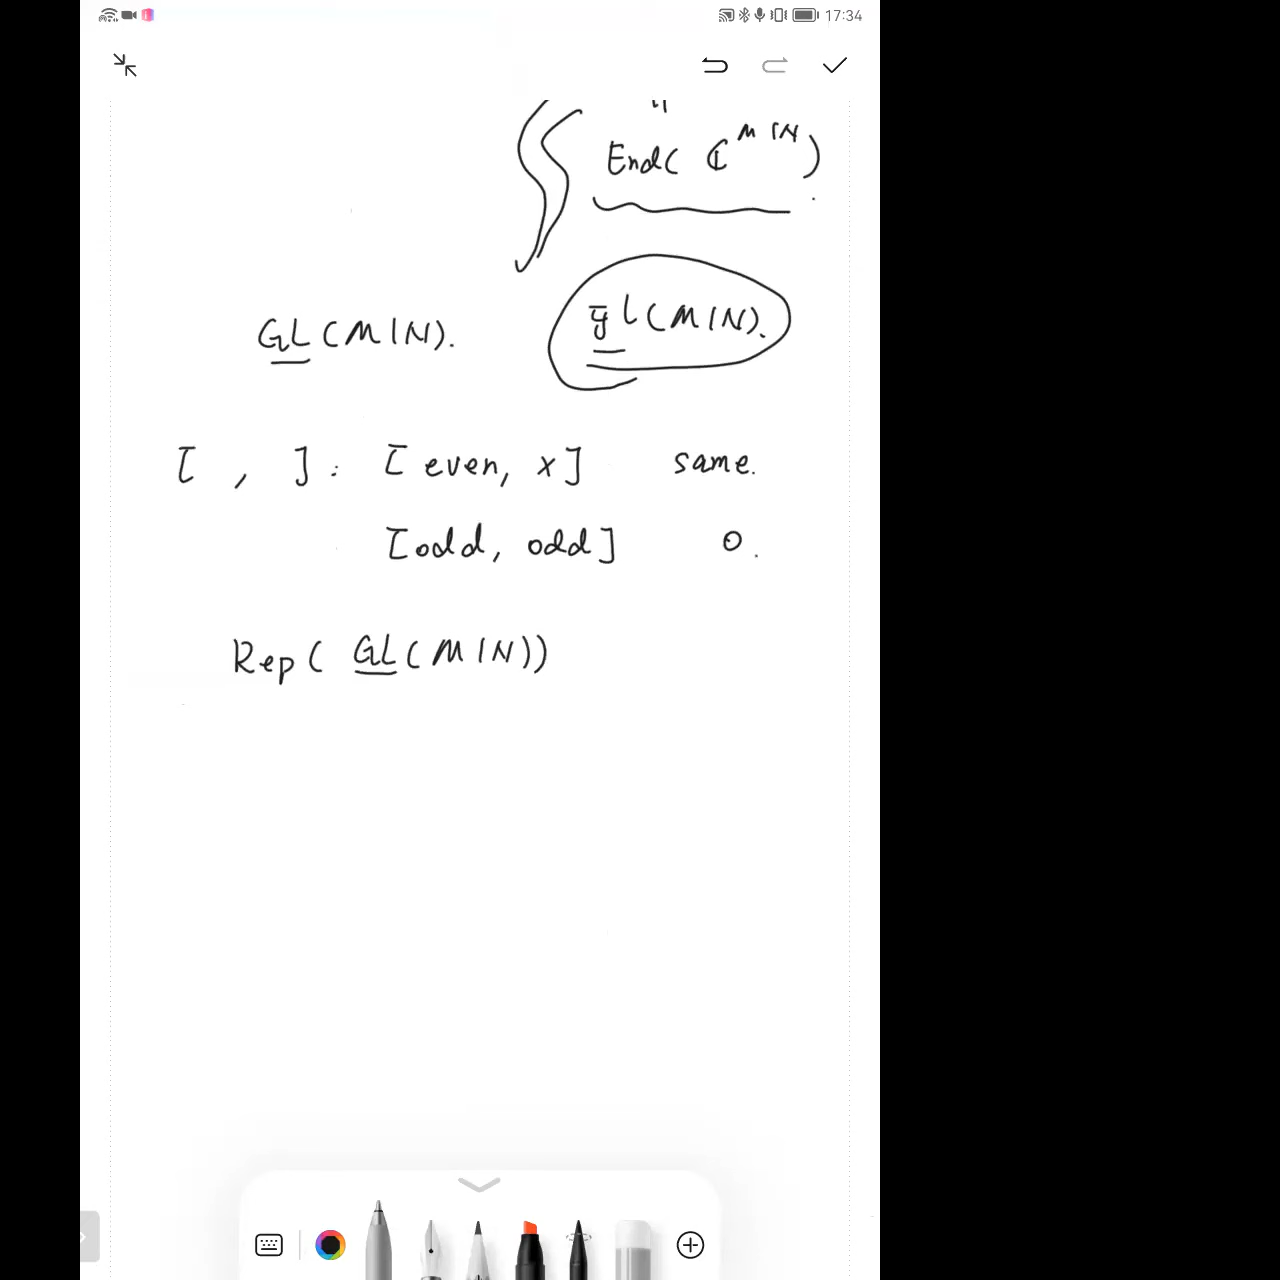 17:34
End( ℂ^{M|N} ).
GL(M|N). gl(M|N).
[ , ] : [even, x] same.
[odd, odd] 0.
Rep( GL(M|N))